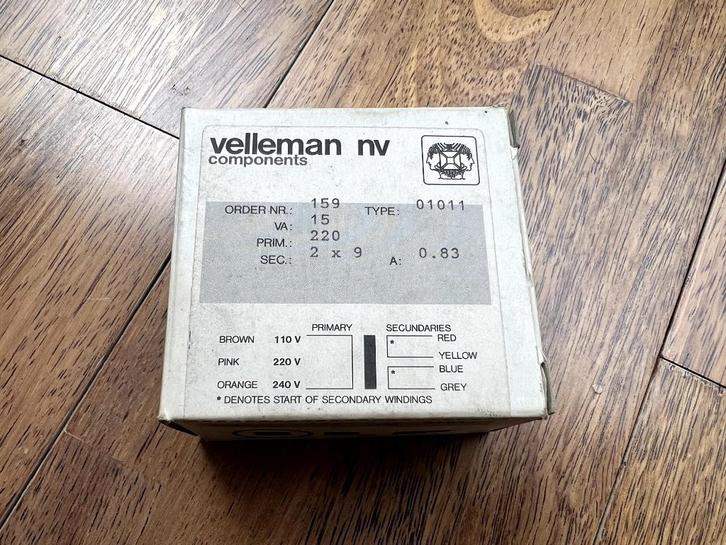 velleman nv
components
ORDER NR.: 159 TYPE: 01011
VA: 15
PRIM.: 220
SEC.: 2 x 9 A: 0.83
PRIMARY SECUNDARIES
BROWN 110 V * RED
YELLOW
PINK 220 V
* BLUE
ORANGE 240 V GREY
* DENOTES START OF SECONDARY WINDINGS